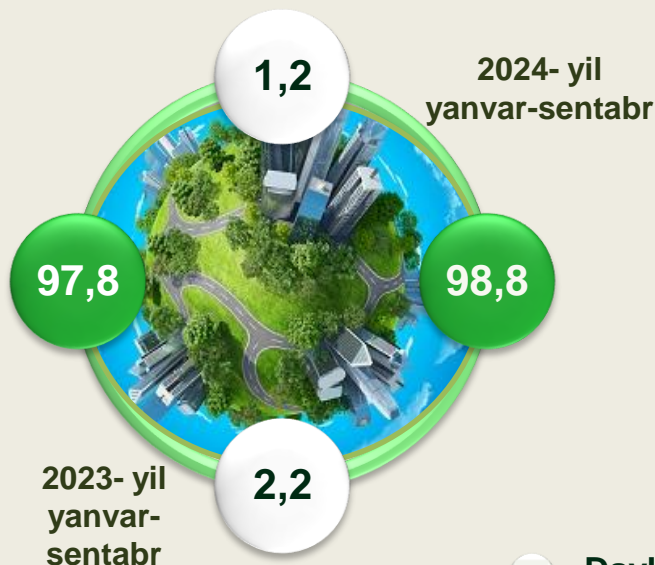 1,2
2024- yil
yanvar-sentabr
97,8
98,8
2,2
2023- yil
yanvar-
sentabr